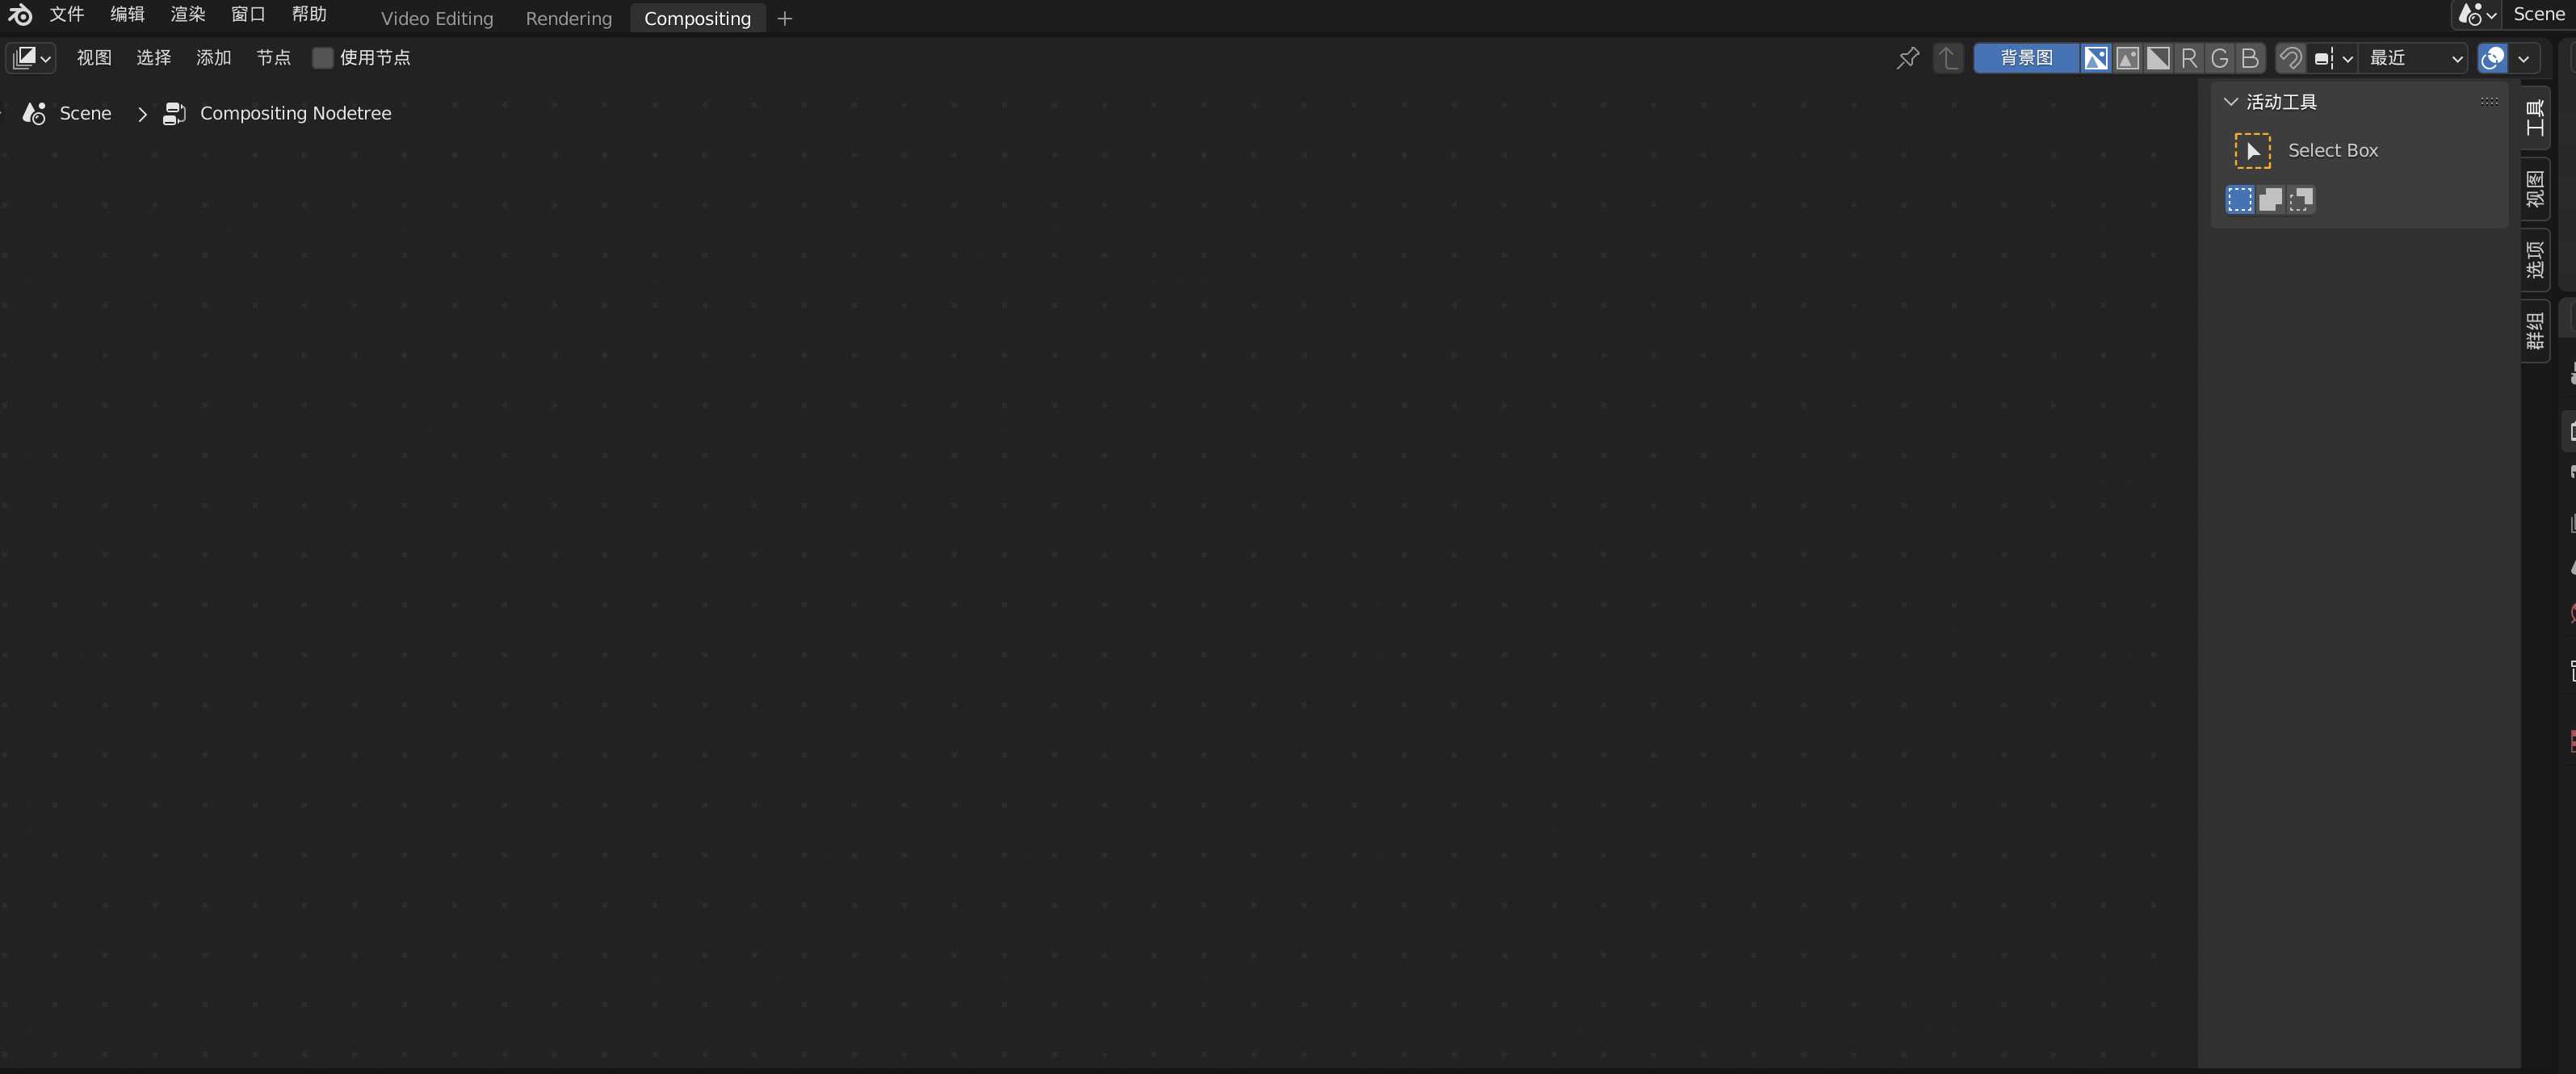 文件 编辑 渲染 窗口 帮助 Video Editing Rendering Compositing + Scene
视图 选择 添加 节点 使用节点 背景图 R G B 最近
Scene > Compositing Nodetree
活动工具
Select Box
工具
视图
选项
群组